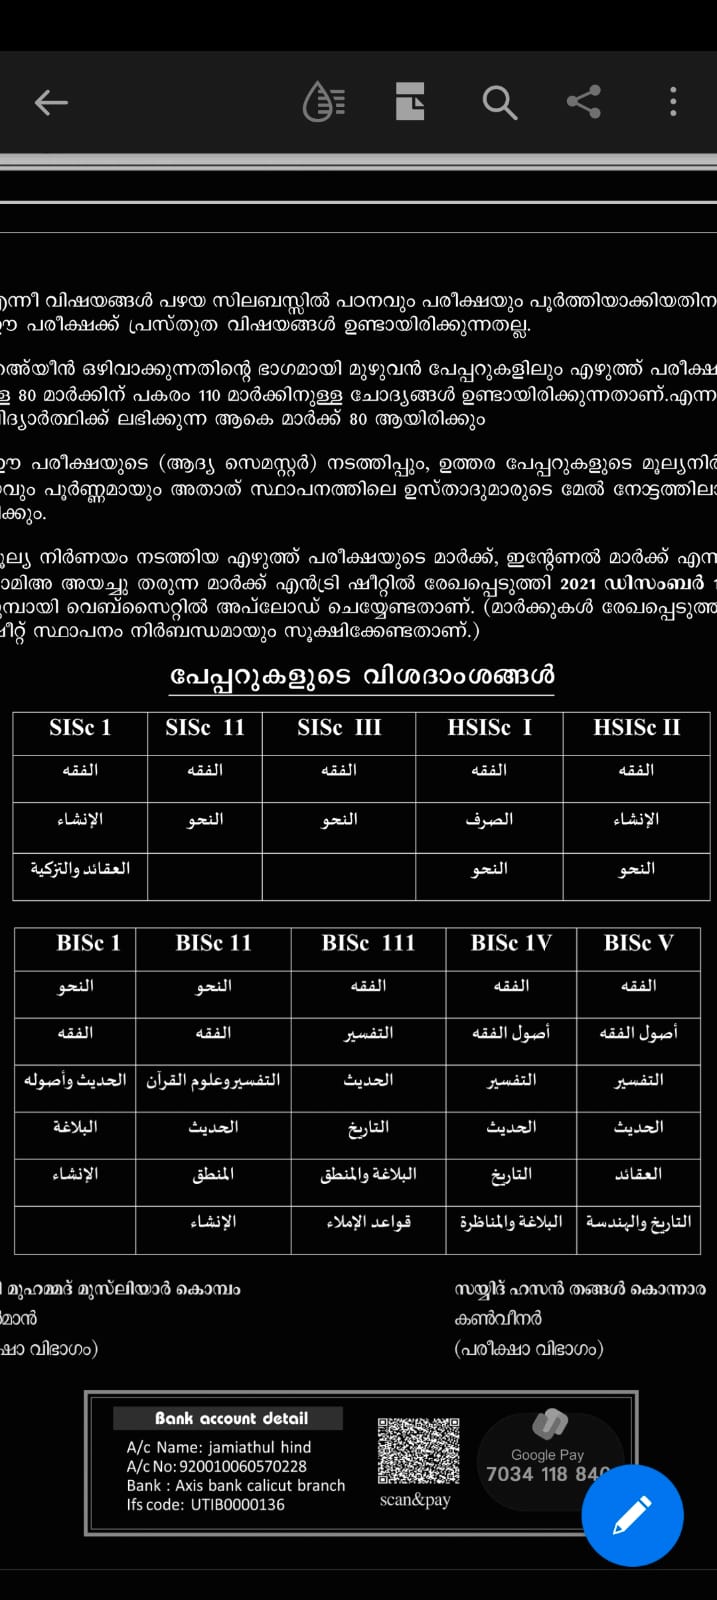 എന്നീ വിഷയങ്ങൾ പഴയ സിലബസ്സിൽ പഠനവും പരീക്ഷയും പൂർത്തിയാക്കിയതിന
ഈ പരീക്ഷക്ക് പ്രസ്തുത വിഷയങ്ങൾ ഉണ്ടായിരിക്കുന്നതല്ല.
ഒഴിവാക്കുന്നതിന്റെ ഭാഗമായി മുഴുവൻ പേപ്പറുകളിലും എഴുത്ത് പരീക്ഷ
80 മാർക്കിന് പകരം 110 മാർക്കിനുള്ള ചോദ്യങ്ങൾ ഉണ്ടായിരിക്കുന്നതാണ്.എന്ന
വിദ്യാർത്ഥിക്ക് ലഭിക്കുന്ന ആകെ മാർക്ക് 80 ആയിരിക്കും
ഈ പരീക്ഷയുടെ (ആദ്യ സെമസ്റ്റർ) നടത്തിപ്പും, ഉത്തര പേപ്പറുകളുടെ മൂല്യനിർ
വും പൂർണ്ണമായും അതാത് സ്ഥാപനത്തിലെ ഉസ്താദുമാരുടെ മേൽ നോട്ടത്തിലാ
ിക്കും.
മൂല്യ നിർണയം നടത്തിയ എഴുത്ത് പരീക്ഷയുടെ മാർക്ക്, ഇന്റേണൽ മാർക്ക് എന്ന
ാമിഅ അയച്ചു തരുന്ന മാർക്ക് എൻട്രി ഷീറ്റിൽ രേഖപ്പെടുത്തി 2021 ഡിസംബർ 1
മുമ്പായി വെബ്സൈറ്റിൽ അപ്ലോഡ് ചെയ്യേണ്ടതാണ്. (മാർക്കുകൾ രേഖപ്പെടുത്ത
ഷീറ്റ് സ്ഥാപനം നിർബന്ധമായും സൂക്ഷിക്കേണ്ടതാണ്.)
പേപ്പറുകളുടെ വിശദാംശങ്ങൾ
SISc 1 SISc 11 SISc III HSISc I HSISc II
الفقه الفقه الفقه الفقه الفقه
الإنشاء النحو النحو الصرف الإنشاء
العقائد والتزكية النحو النحو
BISc 1 BISc 11 BISc 111 BISc 1V BISc V
النحو النحو الفقه الفقه الفقه
الفقه الفقه التفسير أصول الفقه أصول الفقه
الحديث وأصوله التفسيروعلوم القرآن الحديث التفسير التفسير
البلاغة الحديث التاريخ الحديث الحديث
الإنشاء المنطق البلاغة والمنطق التاريخ العقائد
الإنشاء قواعد الإملاء البلاغة والمناظرة التاريخ والهندسة
മുഹമ്മദ് മുസ്‌ലിയാർ കൊമ്പം സയ്യിദ് ഹസൻ തങ്ങൾ കൊന്നാര
ർമാൻ കൺവീനർ
ഷാ വിഭാഗം) (പരീക്ഷാ വിഭാഗം)
Bank account detail
A/c Name: jamiathul hind
A/c No: 920010060570228
Bank : Axis bank calicut branch
Ifs code: UTIB0000136
scan&pay
Google Pay
7034 118 840